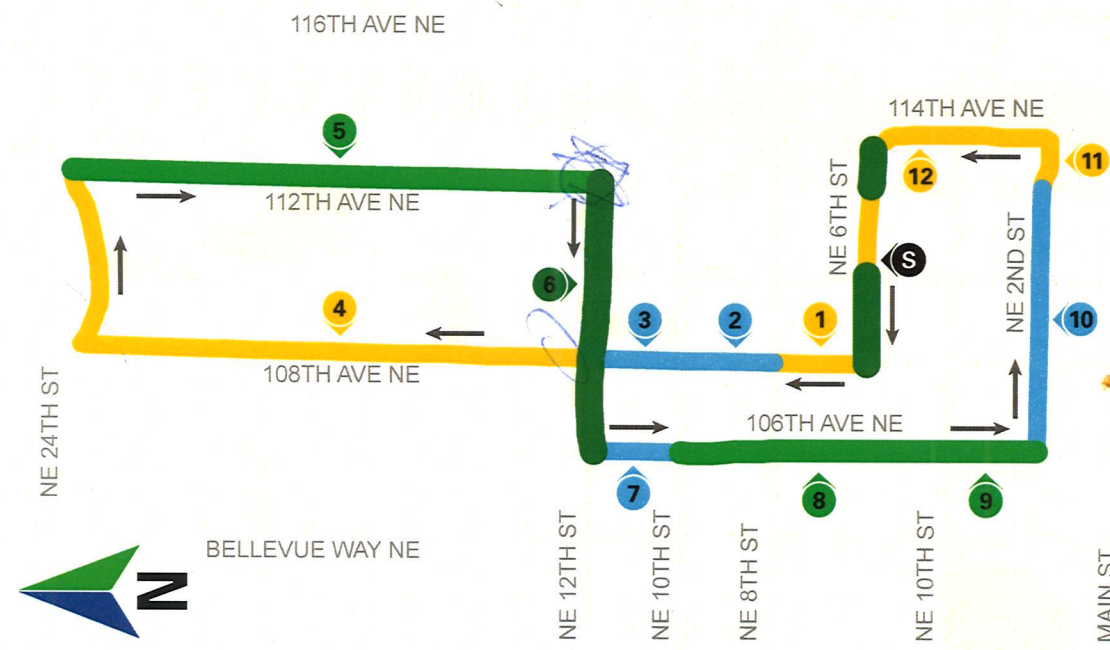 116TH AVE NE
114TH AVE NE
5
11
12
NE 6TH ST
112TH AVE NE
S
NE 2ND ST
6
4
3
2
1
10
108TH AVE NE
NE 24TH ST
106TH AVE NE
7
8
9
BELLEVUE WAY NE
NE 12TH ST
NE 10TH ST
NE 8TH ST
NE 10TH ST
MAIN ST
N